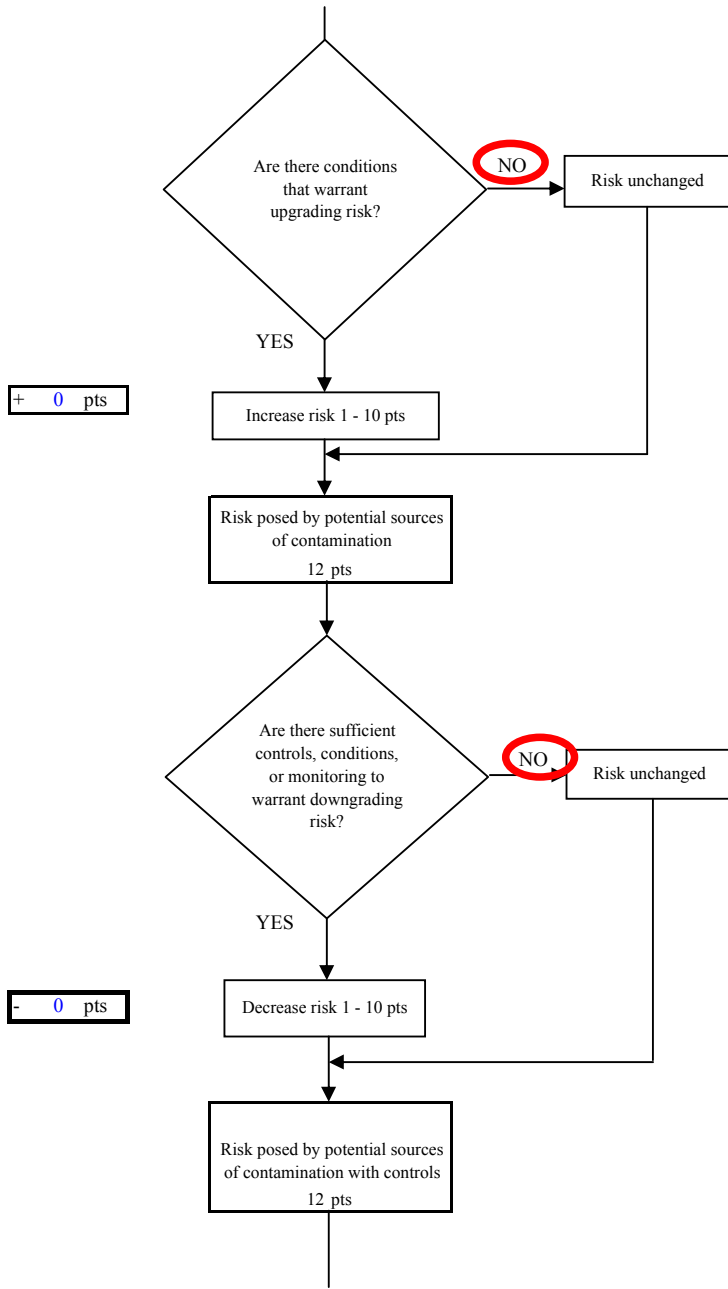 Are there conditions
that warrant
upgrading risk?
NO
Risk unchanged
YES
+ 0 pts
Increase risk 1 - 10 pts
Risk posed by potential sources
of contamination
12 pts
Are there sufficient
controls, conditions,
or monitoring to
warrant downgrading
risk?
NO
Risk unchanged
YES
- 0 pts
Decrease risk 1 - 10 pts
Risk posed by potential sources
of contamination with controls
12 pts